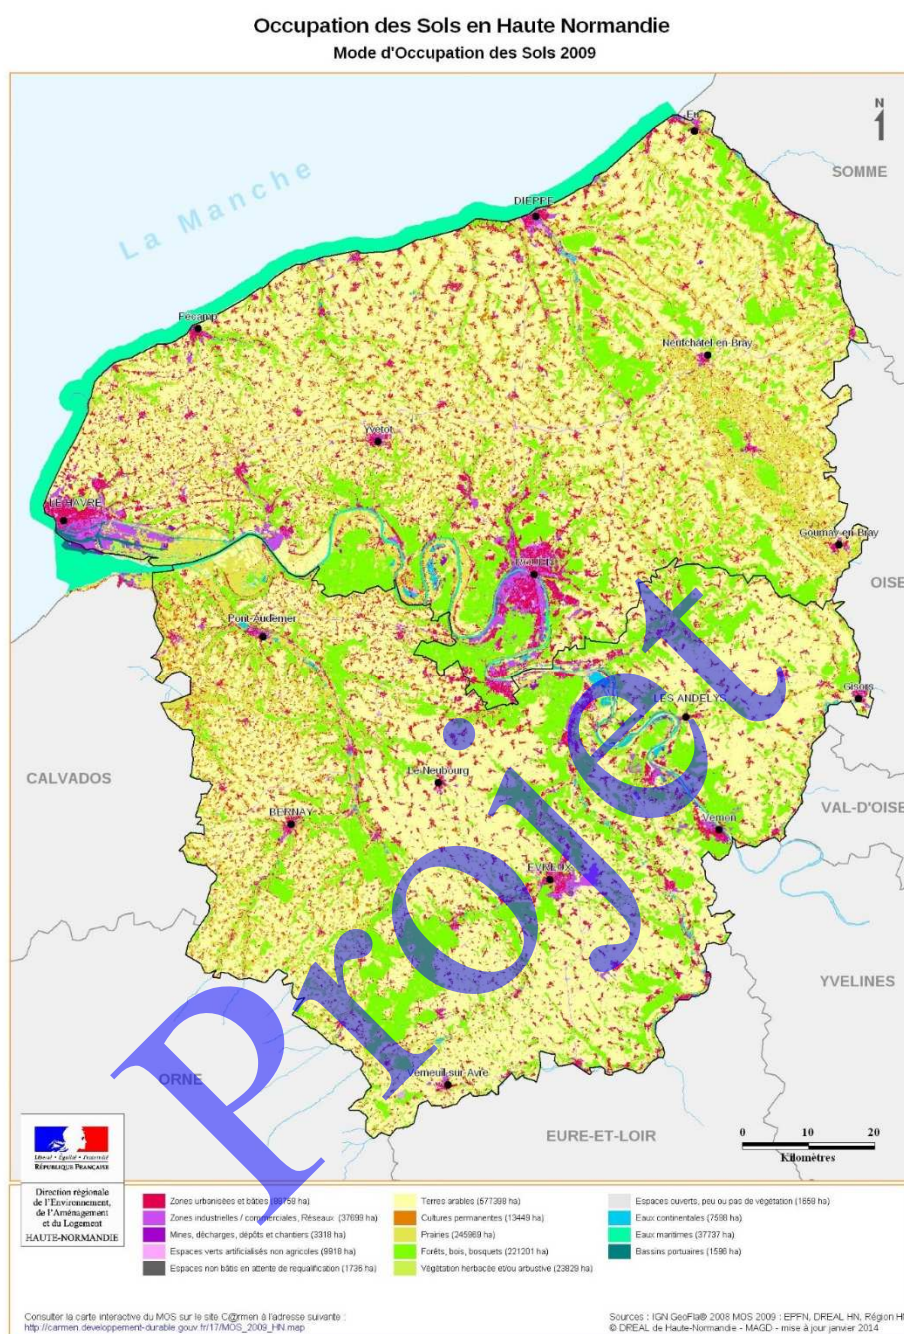 Occupation des Sols en Haute Normandie
Mode d'Occupation des Sols 2009
N
Eu
SOMME
La Manche
DIEPPE
Fécamp
Neufchatel-en-Bray
Yvetot
LE HAVRE
Gournay-en-Bray
ROUEN
OISE
Pont-Audemer
Gisors
LES ANDELYS
CALVADOS
Le Neubourg
VAL-D'OISE
BERNAY
Vernon
EVREUX
YVELINES
Projet
ORNE
Verneuil-sur-Avre
EURE-ET-LOIR
0 10 20
Kilomètres
Liberté • Égalité • Fraternité
RÉPUBLIQUE FRANÇAISE
Direction régionale
de l'Environnement,
de l'Aménagement
et du Logement
HAUTE-NORMANDIE
Zones urbanisées et bâties
Zones industrielles / commerciales, Réseaux (37699 ha)
Mines, décharges, dépôts et chantiers (3318 ha)
Espaces verts artificialisés non agricoles (9918 ha)
Espaces non bâtis en attente de requalification (1736 ha)
Terres arables (577398 ha)
Cultures permanentes (13449 ha)
Prairies (245969 ha)
Forêts, bois, bosquets (221201 ha)
Végétation herbacée et/ou arbustive (23829 ha)
Espaces ouverts, peu ou pas de végétation (1659 ha)
Eaux continentales (7598 ha)
Eaux maritimes (37737 ha)
Bassins portuaires (1596 ha)
Consulter la carte interactive du MOS sur le site C@rmen à l'adresse suivante :
http://carmen.developpement-durable.gouv.fr/17/MOS_2009_HN.map
Sources : IGN GeoFla® 2008 MOS 2009 : EPFN, DREAL HN, Région HN
© DREAL de Haute-Normandie - MAGD - mise à jour janvier 2014